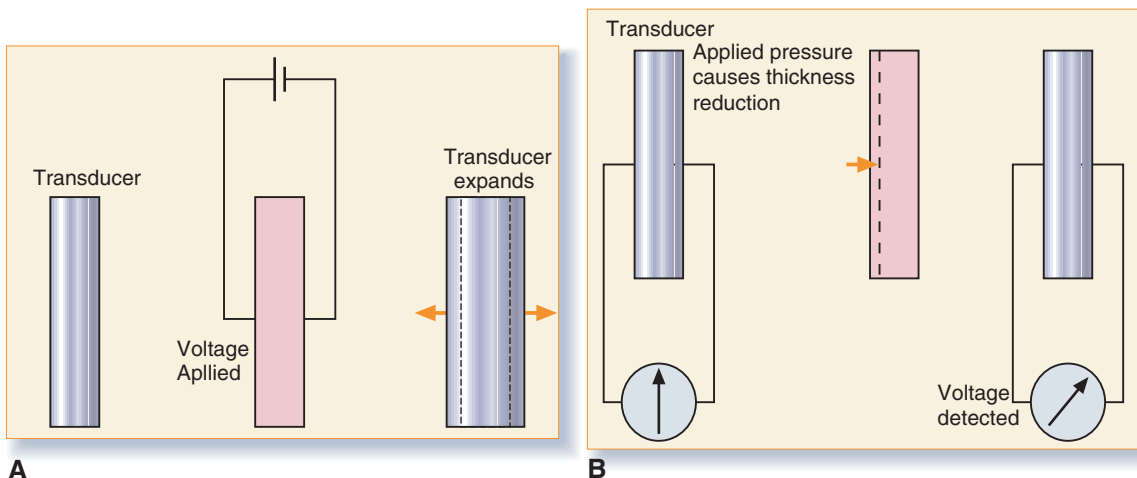 Transducer
Voltage
Apllied
Transducer
expands
A
Transducer
Applied pressure
causes thickness
reduction
Voltage
detected
B